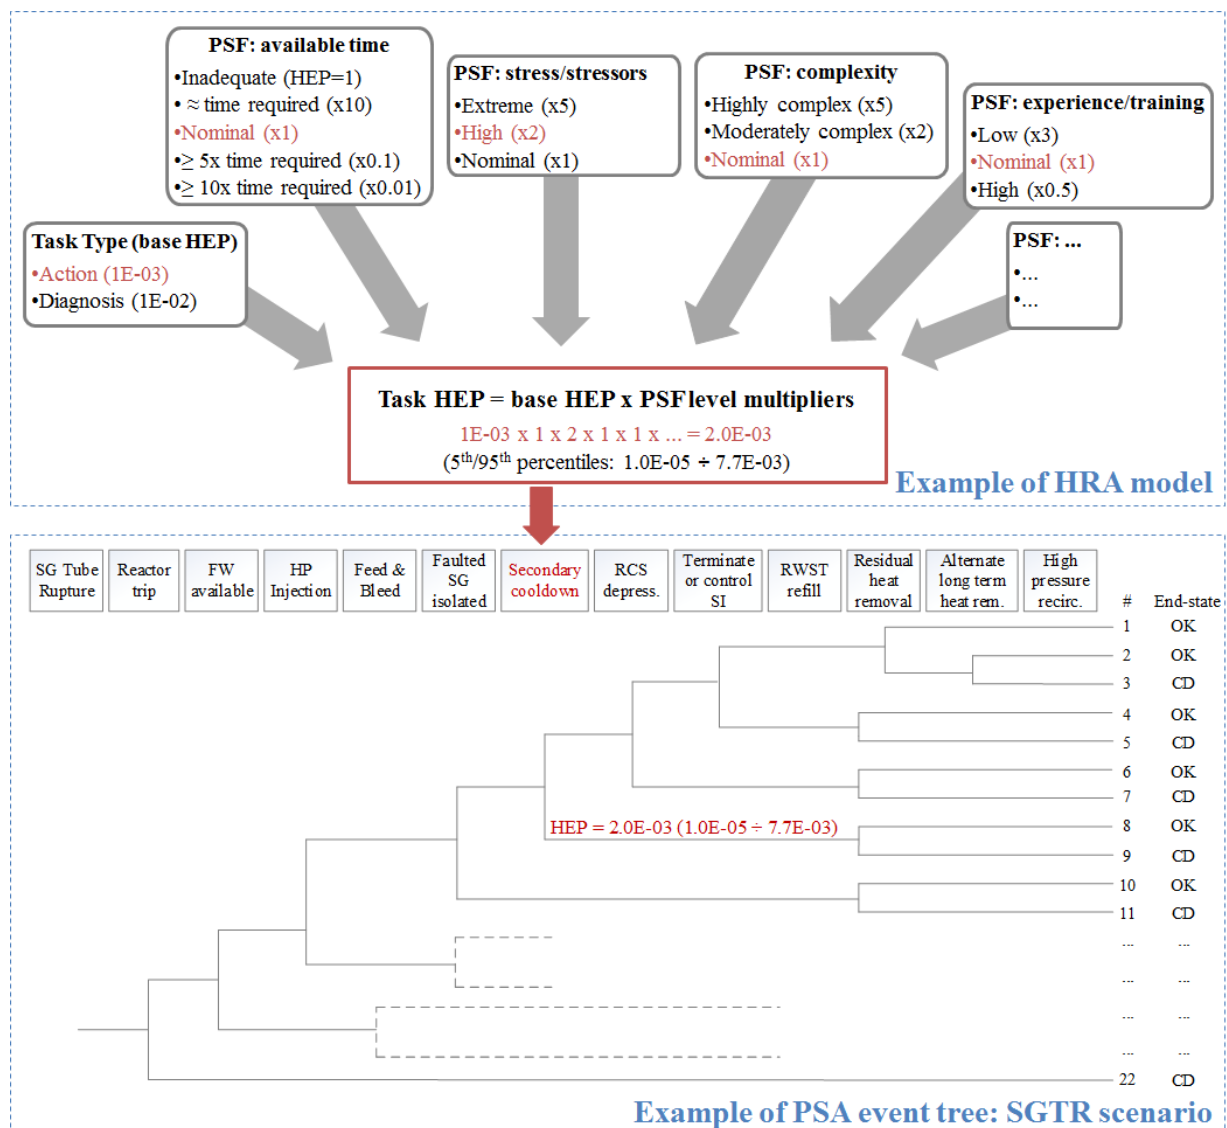 PSF: available time
•Inadequate (HEP=1)
• ≈ time required (x10)
•Nominal (x1)
•≥ 5x time required (x0.1)
•≥ 10x time required (x0.01)
PSF: stress/stressors
•Extreme (x5)
•High (x2)
•Nominal (x1)
PSF: complexity
•Highly complex (x5)
•Moderately complex (x2)
•Nominal (x1)
PSF: experience/training
•Low (x3)
•Nominal (x1)
•High (x0.5)
Task Type (base HEP)
•Action (1E-03)
•Diagnosis (1E-02)
PSF: ...
•...
•...
Task HEP = base HEP x PSF level multipliers
1E-03 x 1 x 2 x 1 x 1 x ... = 2.0E-03
(5th/95th percentiles: 1.0E-05 ÷ 7.7E-03)
Example of HRA model
SG Tube
Rupture
Reactor
trip
FW
available
HP
Injection
Feed &
Bleed
Faulted
SG
isolated
Secondary
cooldown
RCS
depress.
Terminate
or control
SI
RWST
refill
Residual
heat
removal
Alternate
long term
heat rem.
High
pressure
recirc.
# End-state
1 OK
2 OK
3 CD
4 OK
5 CD
6 OK
7 CD
HEP = 2.0E-03 (1.0E-05 ÷ 7.7E-03)
8 OK
9 CD
10 OK
11 CD
... ...
... ...
... ...
... ...
22 CD
Example of PSA event tree: SGTR scenario